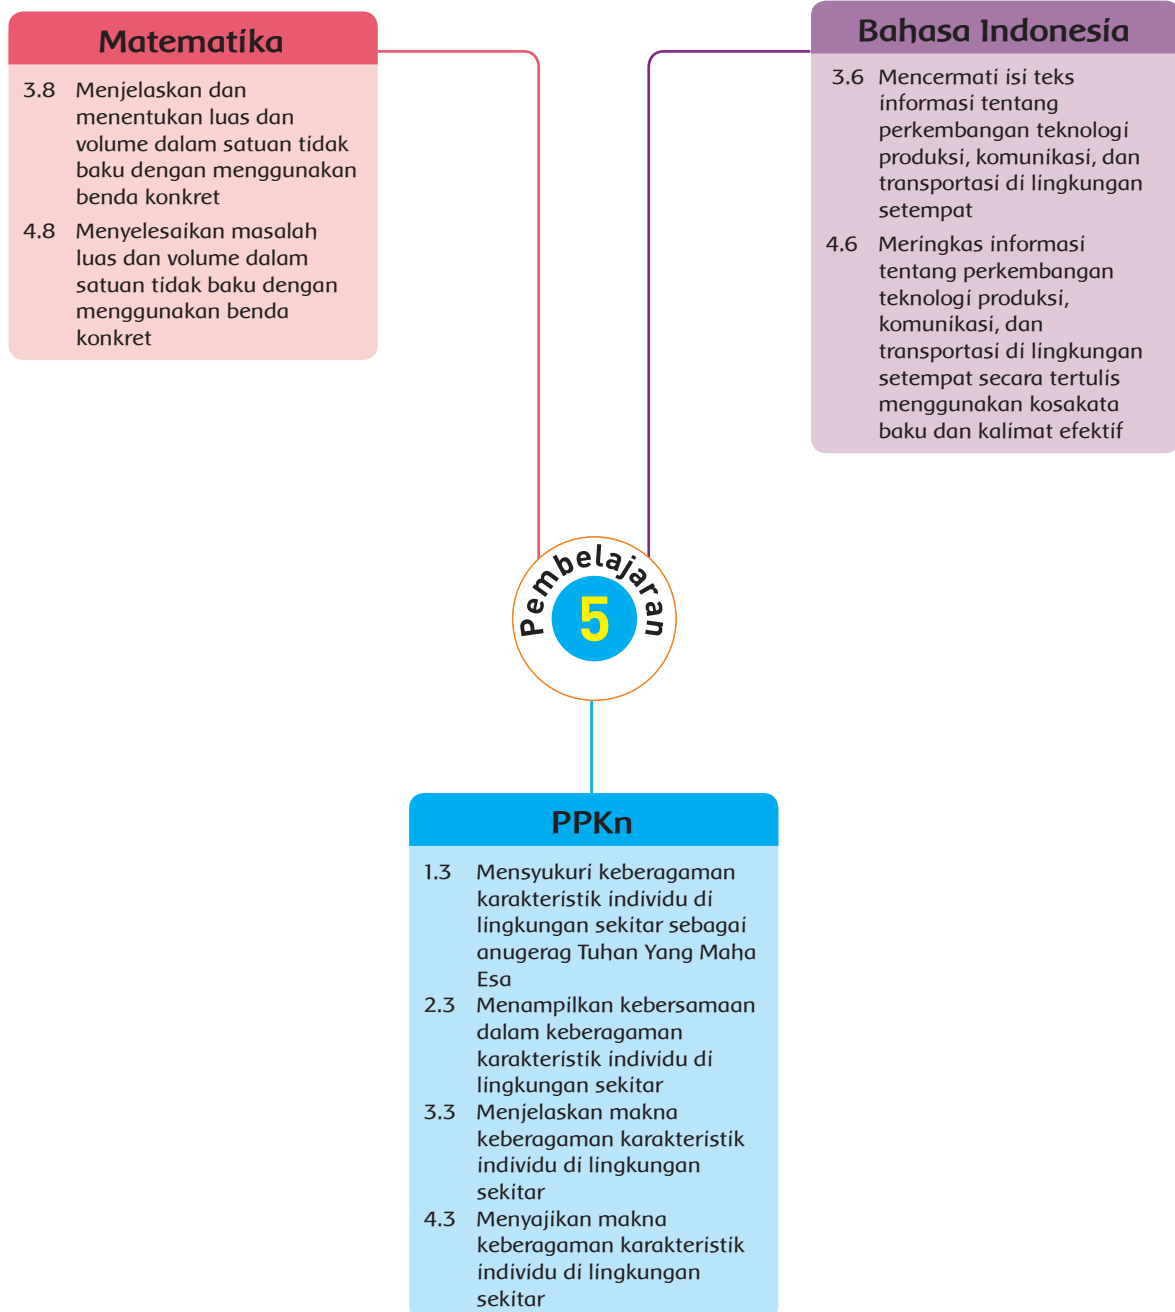 Matematika
3.8 Menjelaskan dan
menentukan luas dan
volume dalam satuan tidak
baku dengan menggunakan
benda konkret
4.8 Menyelesaikan masalah
luas dan volume dalam
satuan tidak baku dengan
menggunakan benda
konkret
Bahasa Indonesia
3.6 Mencermati isi teks
informasi tentang
perkembangan teknologi
produksi, komunikasi, dan
transportasi di lingkungan
setempat
4.6 Meringkas informasi
tentang perkembangan
teknologi produksi,
komunikasi, dan
transportasi di lingkungan
setempat secara tertulis
menggunakan kosakata
baku dan kalimat efektif
Pembelajaran
5
PPKn
1.3 Mensyukuri keberagaman
karakteristik individu di
lingkungan sekitar sebagai
anugerag Tuhan Yang Maha
Esa
2.3 Menampilkan kebersamaan
dalam keberagaman
karakteristik individu di
lingkungan sekitar
3.3 Menjelaskan makna
keberagaman karakteristik
individu di lingkungan
sekitar
4.3 Menyajikan makna
keberagaman karakteristik
individu di lingkungan
sekitar